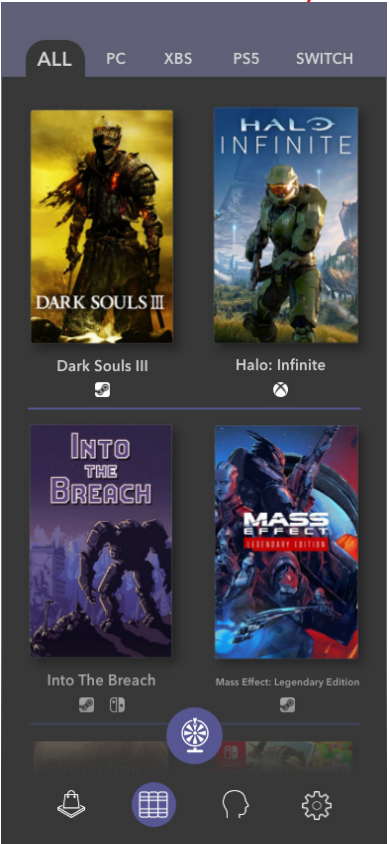 ALL PC XBS PS5 SWITCH
DARK SOULS III
HALO
INFINITE
Dark Souls III
Halo: Infinite
INTO
THE
BREACH
MASS
EFFECT
LEGENDARY EDITION
Into The Breach
Mass Effect: Legendary Edition